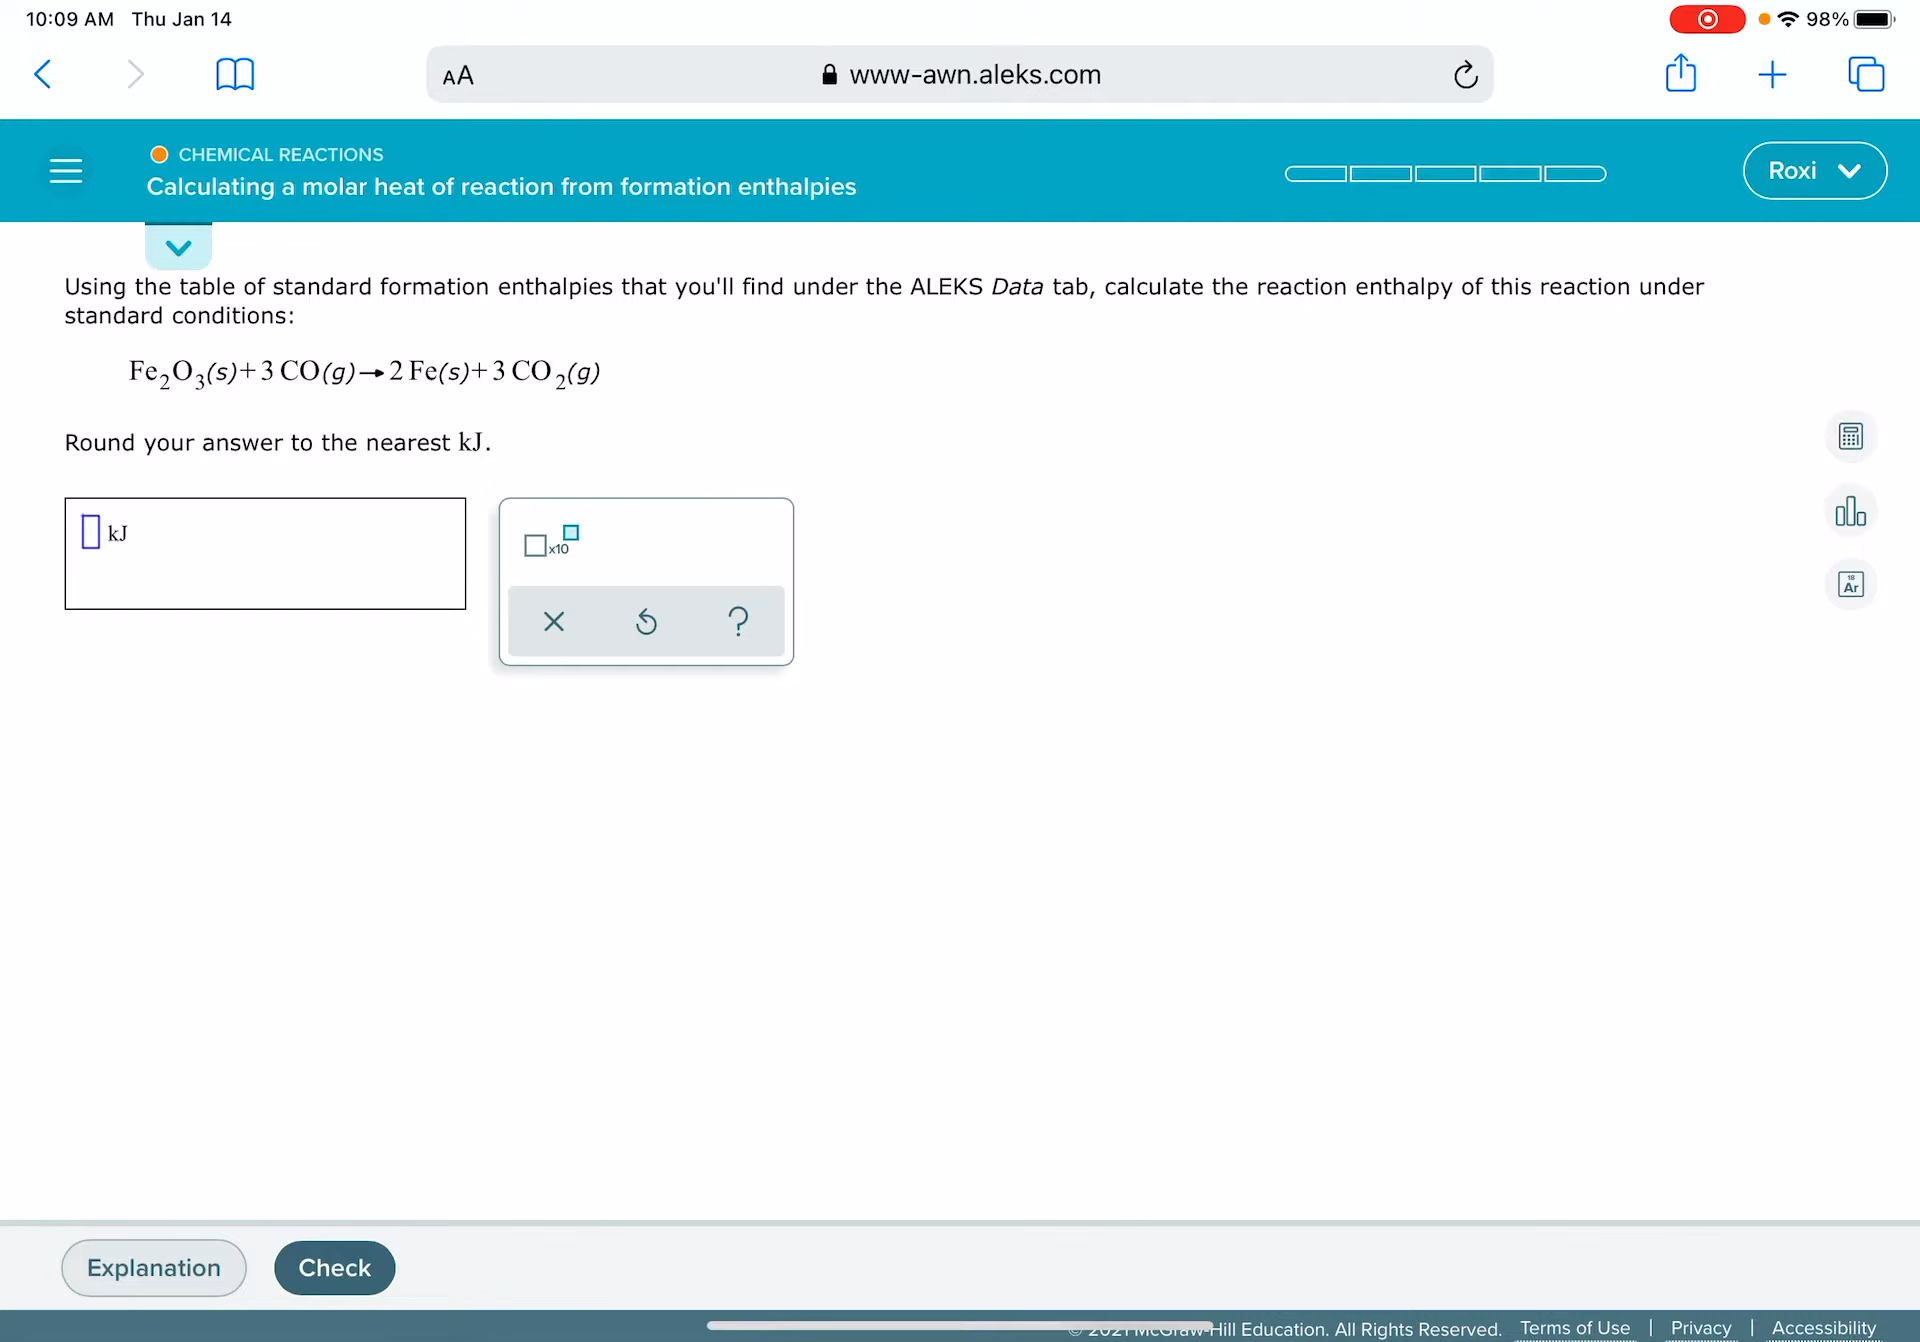 10:09 AM Thu Jan 14
98%
AA
www-awn.aleks.com
CHEMICAL REACTIONS
Calculating a molar heat of reaction from formation enthalpies
Roxi
Using the table of standard formation enthalpies that you'll find under the ALEKS Data tab, calculate the reaction enthalpy of this reaction under
standard conditions:
Fe₂O₃(s)+3 CO(g)→2 Fe(s)+3 CO₂(g)
Round your answer to the nearest kJ.
kJ
x10
?
18
Ar
Explanation
Check
© 2021 McGraw-Hill Education. All Rights Reserved. Terms of Use | Privacy | Accessibility